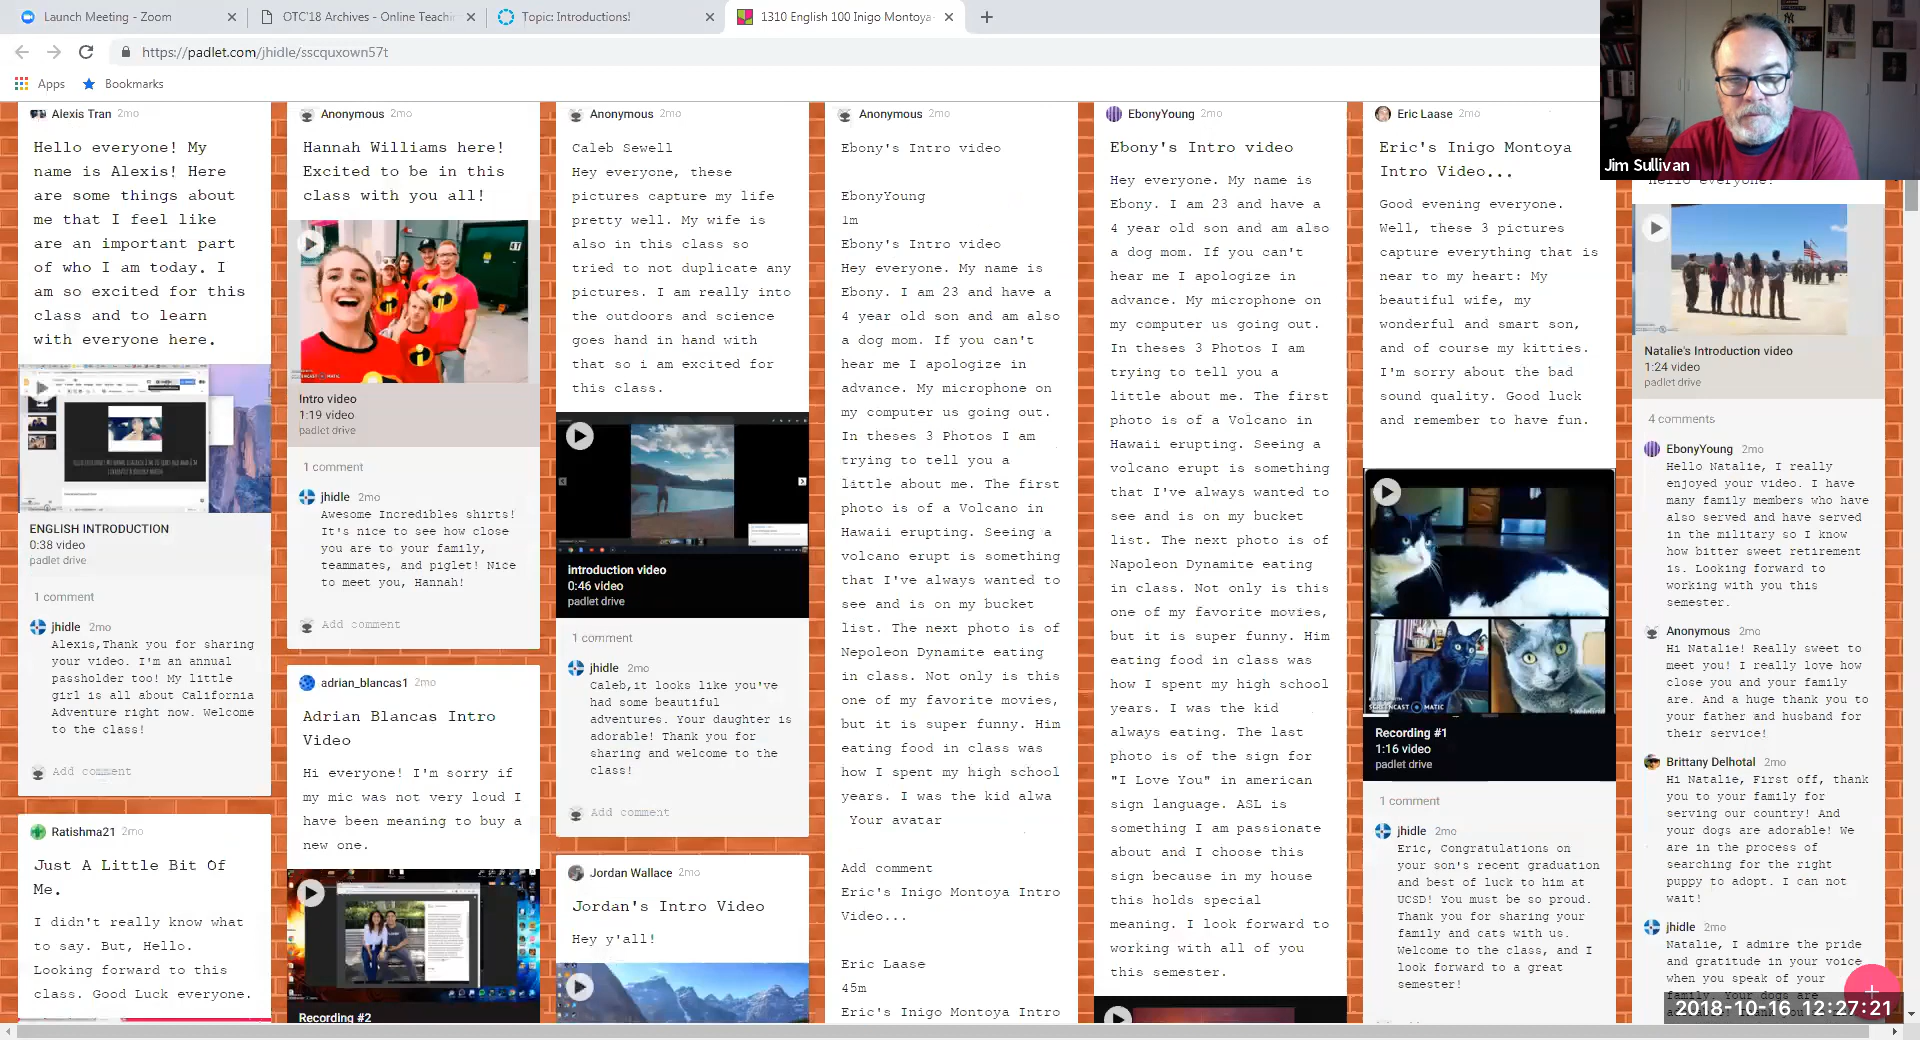 Launch Meeting - Zoom
OTC'18 Archives - Online Teachin
Topic: Introductions!
1310 English 100 Inigo Montoya
https://padlet.com/jhidle/sscquxown57t
Apps
Bookmarks
Jim Sullivan
Alexis Tran 2mo
Hello everyone! My
name is Alexis! Here
are some things about
me that I feel like
are an important part
of who I am today. I
am so excited for this
class and to learn
with everyone here.
ENGLISH INTRODUCTION
0:38 video
padlet drive
1 comment
jhidle 2mo
Alexis,Thank you for sharing
your video. I'm an annual
passholder too! My little
girl is all about California
Adventure right now. Welcome
to the class!
Add comment
Ratishma21 2mo
Just A Little Bit Of
Me.
I didn't really know what
to say. But, Hello.
Looking forward to this
class. Good Luck everyone.
Anonymous 2mo
Hannah Williams here!
Excited to be in this
class with you all!
Intro video
1:19 video
padlet drive
1 comment
jhidle 2mo
Awesome Incredibles shirts!
It's nice to see how close
you are to your family,
teammates, and piglet! Nice
to meet you, Hannah!
Add comment
adrian_blancas1 2mo
Adrian Blancas Intro
Video
Hi everyone! I'm sorry if
my mic was not very loud I
have been meaning to buy a
new one.
Recording #2
Anonymous 2mo
Caleb Sewell
Hey everyone, these
pictures capture my life
pretty well. My wife is
also in this class so
tried to not duplicate any
pictures. I am really into
the outdoors and science
goes hand in hand with
that so i am excited for
this class.
introduction video
0:46 video
padlet drive
1 comment
jhidle 2mo
Caleb,it looks like you've
had some beautiful
adventures. Your daughter is
adorable! Thank you for
sharing and welcome to the
class!
Add comment
Jordan Wallace 2mo
Jordan's Intro Video
Hey y'all!
Anonymous 2mo
Ebony's Intro video
EbonyYoung
1m
Ebony's Intro video
Hey everyone. My name is
Ebony. I am 23 and have a
4 year old son and am also
a dog mom. If you can't
hear me I apologize in
advance. My microphone on
my computer us going out.
In theses 3 Photos I am
trying to tell you a
little about me. The first
photo is of a Volcano in
Hawaii erupting. Seeing a
volcano erupt is something
that I've always wanted to
see and is on my bucket
list. The next photo is of
Nepoleon Dynamite eating
in class. Not only is this
one of my favorite movies,
but it is super funny. Him
eating food in class was
how I spent my high school
years. I was the kid alwa
Your avatar
Add comment
Eric's Inigo Montoya Intro
Video...
Eric Laase
45m
Eric's Inigo Montoya Intro
EbonyYoung 2mo
Ebony's Intro video
Hey everyone. My name is
Ebony. I am 23 and have a
4 year old son and am also
a dog mom. If you can't
hear me I apologize in
advance. My microphone on
my computer us going out.
In theses 3 Photos I am
trying to tell you a
little about me. The first
photo is of a Volcano in
Hawaii erupting. Seeing a
volcano erupt is something
that I've always wanted to
see and is on my bucket
list. The next photo is of
Napoleon Dynamite eating
in class. Not only is this
one of my favorite movies,
but it is super funny. Him
eating food in class was
how I spent my high school
years. I was the kid
always eating. The last
photo is of the sign for
"I Love You" in american
sign language. ASL is
something I am passionate
about and I choose this
sign because in my house
this holds special
meaning. I look forward to
working with all of you
this semester.
Eric Laase 2mo
Eric's Inigo Montoya
Intro Video...
Good evening everyone.
Well, these 3 pictures
capture everything that is
near to my heart: My
beautiful wife, my
wonderful and smart son,
and of course my kitties.
I'm sorry about the bad
sound quality. Good luck
and remember to have fun.
SCREENCAST MATIC
Recording #1
1:16 video
padlet drive
1 comment
jhidle 2mo
Eric, Congratulations on
your son's recent graduation
and best of luck to him at
UCSD! You must be so proud.
Thank you for sharing your
family and cats with us.
Welcome to the class, and I
look forward to a great
semester!
Hello everyone!
Natalie's Introduction video
1:24 video
padlet drive
4 comments
EbonyYoung 2mo
Hello Natalie, I really
enjoyed your video. I have
many family members who have
also served and have served
in the military so I know
how bitter sweet retirement
is. Looking forward to
working with you this
semester.
Anonymous 2mo
Hi Natalie! Really sweet to
meet you! I really love how
close you and your family
are. And a huge thank you to
your father and husband for
their service!
Brittany Delhotal 2mo
Hi Natalie, First off, thank
you to your family for
serving our country! And
your dogs are adorable! We
are in the process of
searching for the right
puppy to adopt. I can not
wait!
jhidle 2mo
Natalie, I admire the pride
and gratitude in your voice
when you speak of your
family. Your dogs are
2018-10-16 12:27:21